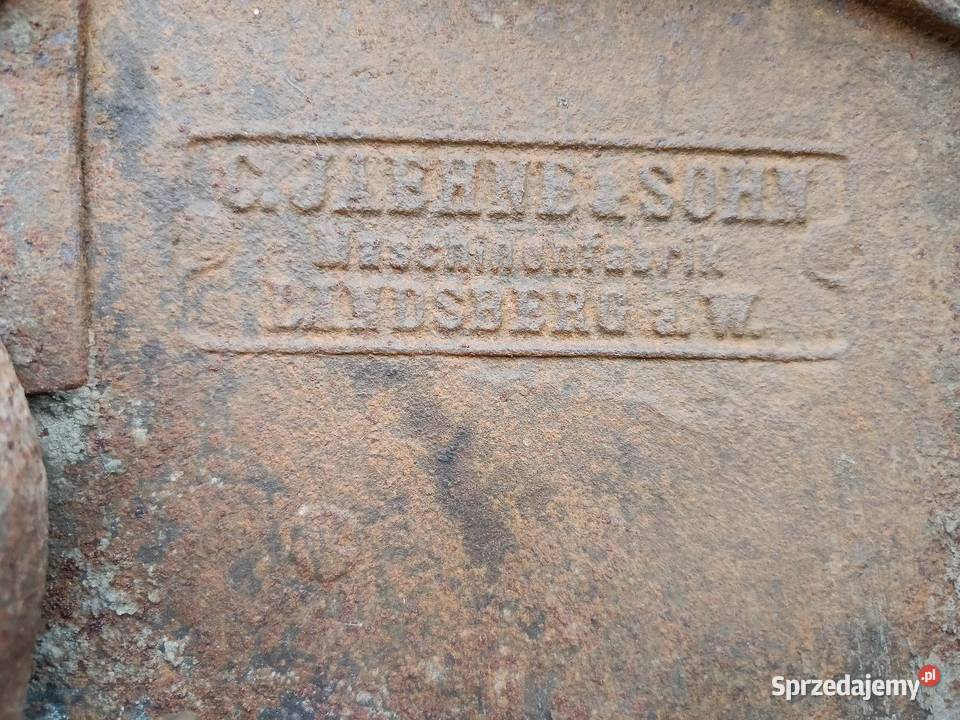 C. JAEHNE & SOHN
Maschinenfabrik
LANDSBERG a. W.
Sprzedajemy.pl